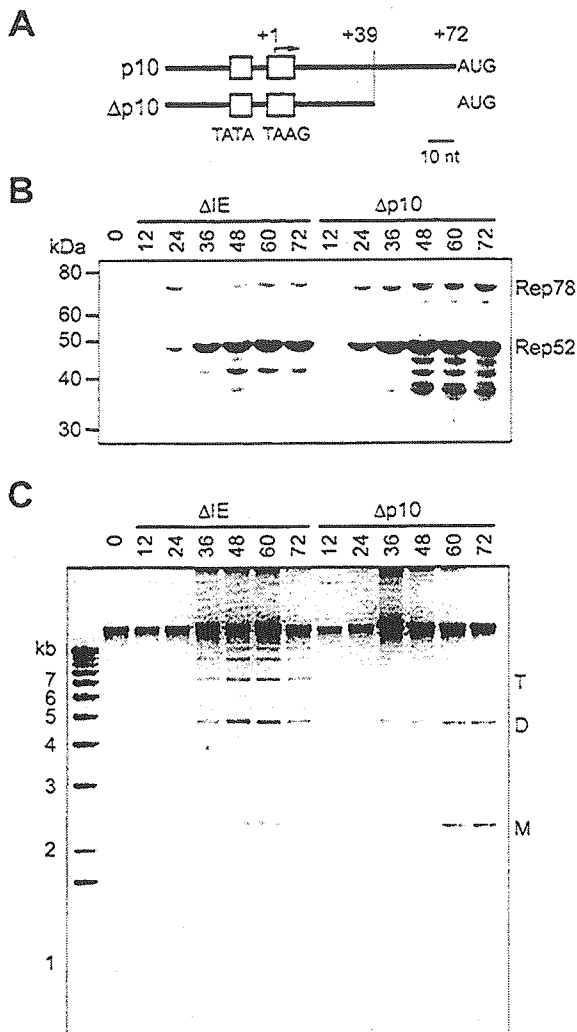 A
+1 +39 +72
p10 AUG
Δp10 AUG
TATA TAAG
10 nt
B
ΔIE Δp10
kDa 0 12 24 36 48 60 72 12 24 36 48 60 72
80
Rep78
60
50
Rep52
40
30
C
ΔIE Δp10
0 12 24 36 48 60 72 12 24 36 48 60 72
kb
7 T
6
5 D
4
3
M
2
1